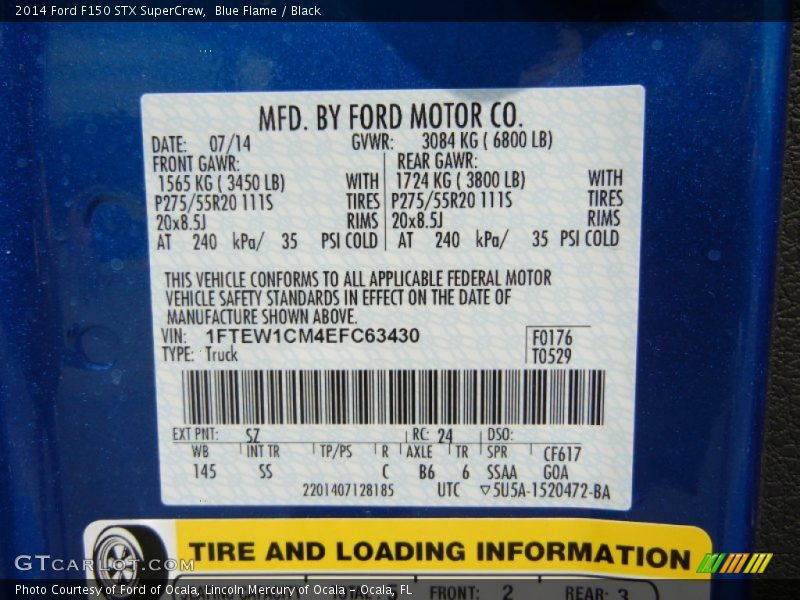 2014 Ford F150 STX SuperCrew,  Blue Flame / Black
MFD. BY FORD MOTOR CO.
DATE: 07/14 GVWR: 3084 KG ( 6800 LB)
FRONT GAWR: REAR GAWR:
1565 KG ( 3450 LB) WITH 1724 KG ( 3800 LB) WITH
P275/55R20 111S TIRES P275/55R20 111S TIRES
20x8.5J RIMS 20x8.5J RIMS
AT 240 kPa/ 35 PSI COLD AT 240 kPa/ 35 PSI COLD
THIS VEHICLE CONFORMS TO ALL APPLICABLE FEDERAL MOTOR
VEHICLE SAFETY STANDARDS IN EFFECT ON THE DATE OF
MANUFACTURE SHOWN ABOVE.
VIN: 1FTEW1CM4EFC63430 F0176
TYPE: Truck T0529
EXT PNT: SZ RC: 24 DSO:
WB INT TR TP/PS R AXLE TR SPR CF617
145 SS C B6 6 SSAA GOA
2201407128185 UTC ▽5U5A-1520472-BA
TIRE AND LOADING INFORMATION
GTCARLOT.COM
TOTAL: 5 FRONT: 2 REAR: 3
Photo Courtesy of Ford of Ocala, Lincoln Mercury of Ocala – Ocala, FL